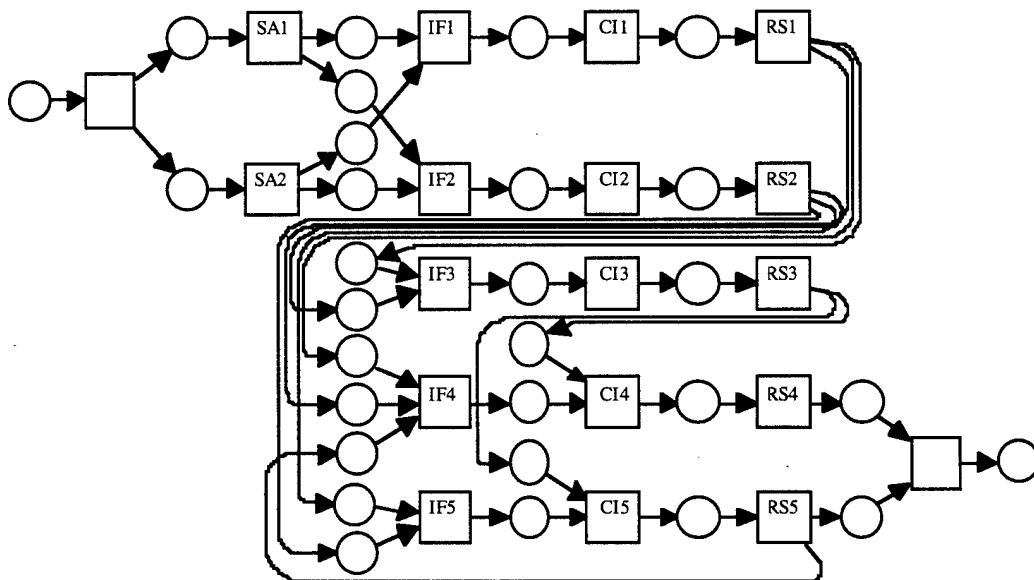 SA1 IF1 CI1 RS1
SA2 IF2 CI2 RS2
IF3 CI3 RS3
IF4 CI4 RS4
IF5 CI5 RS5